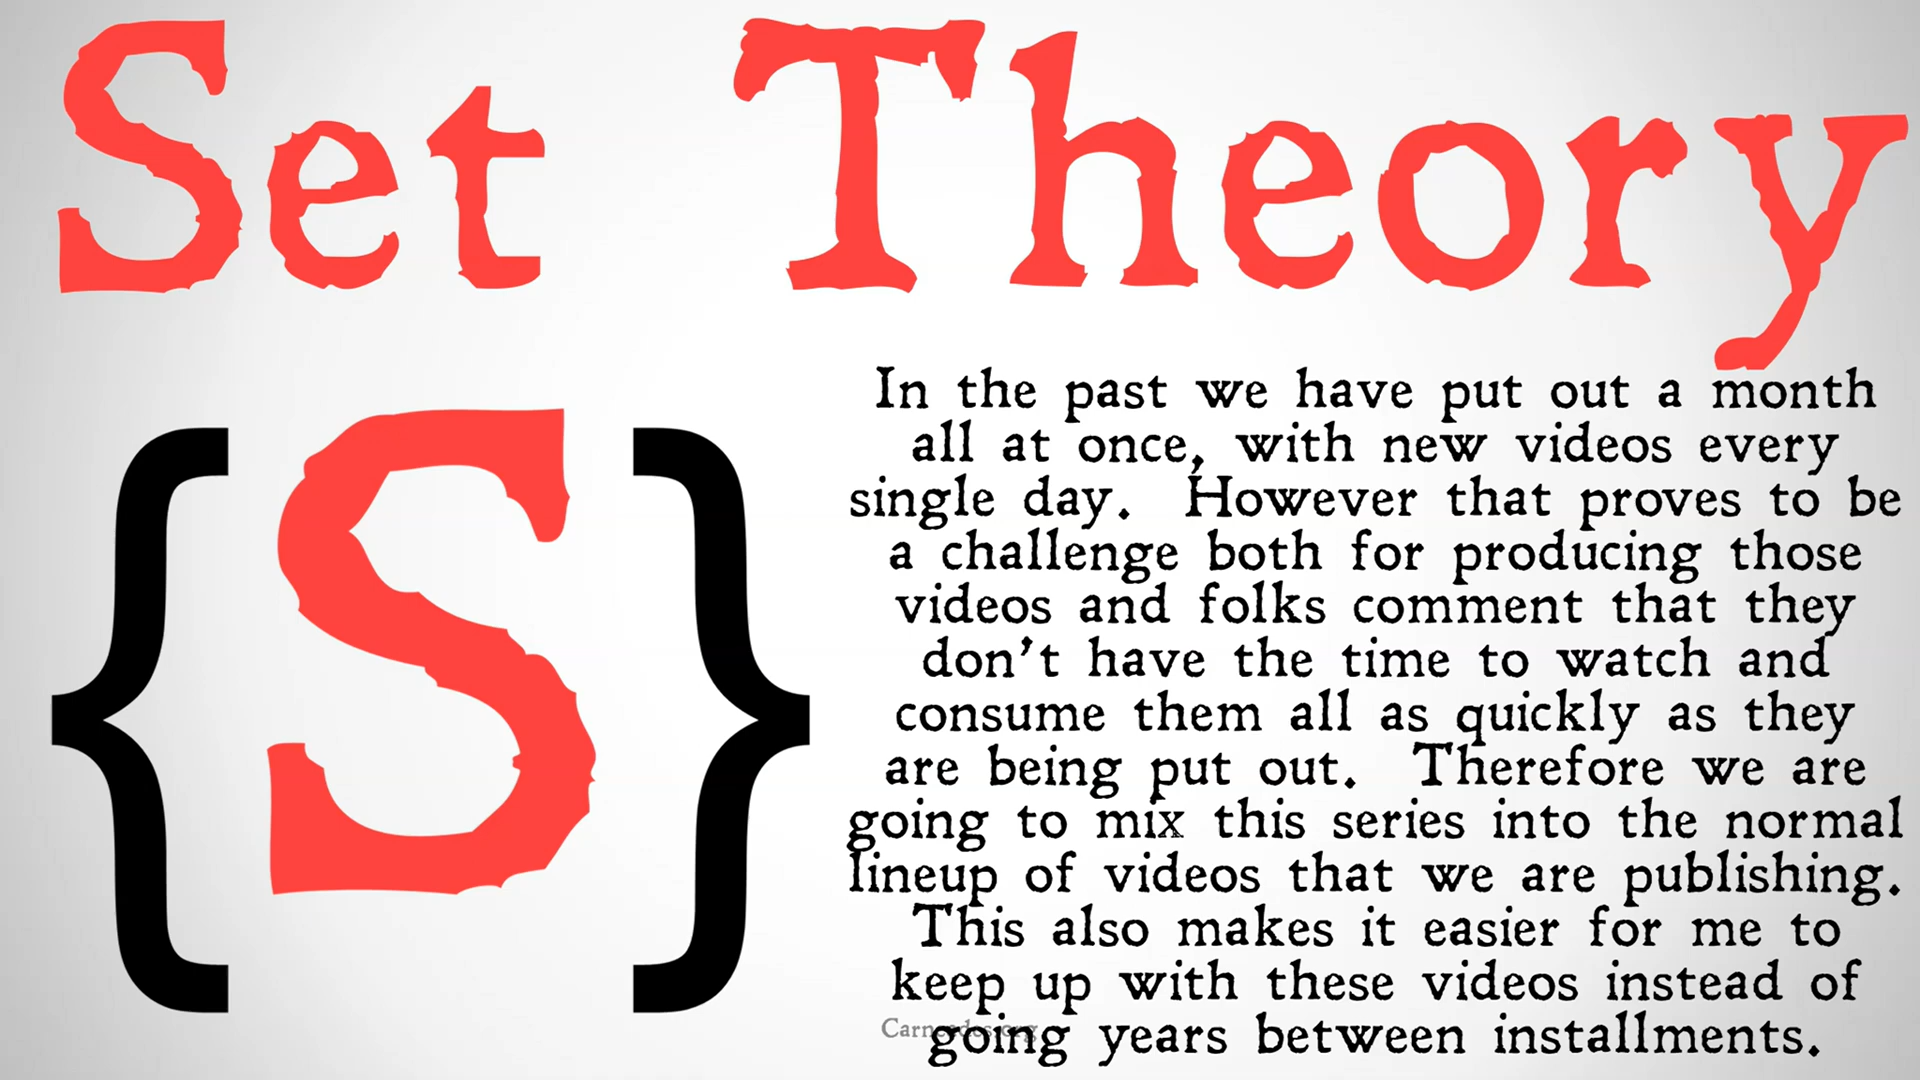 Set Theory
{S}
In the past we have put out a month
all at once, with new videos every
single day. However that proves to be
a challenge both for producing those
videos and folks comment that they
don't have the time to watch and
consume them all as quickly as they
are being put out. Therefore we are
going to mix this series into the normal
lineup of videos that we are publishing.
This also makes it easier for me to
keep up with these videos instead of
going years between installments.